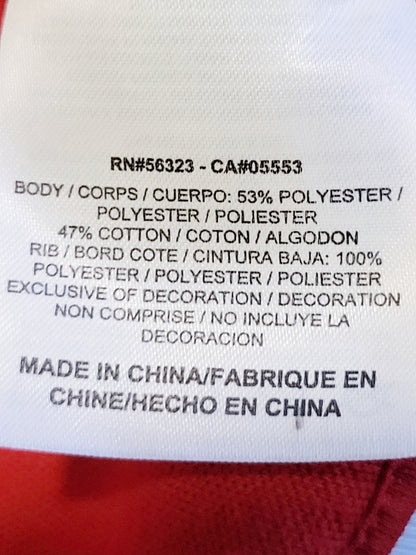 RN#56323 - CA#05553
BODY / CORPS / CUERPO: 53% POLYESTER /
POLYESTER / POLIESTER
47% COTTON / COTON / ALGODON
RIB / BORD COTE / CINTURA BAJA: 100%
POLYESTER / POLYESTER / POLIESTER
EXCLUSIVE OF DECORATION / DECORATION
NON COMPRISE / NO INCLUYE LA
DECORACION
MADE IN CHINA/FABRIQUE EN
CHINE/HECHO EN CHINA